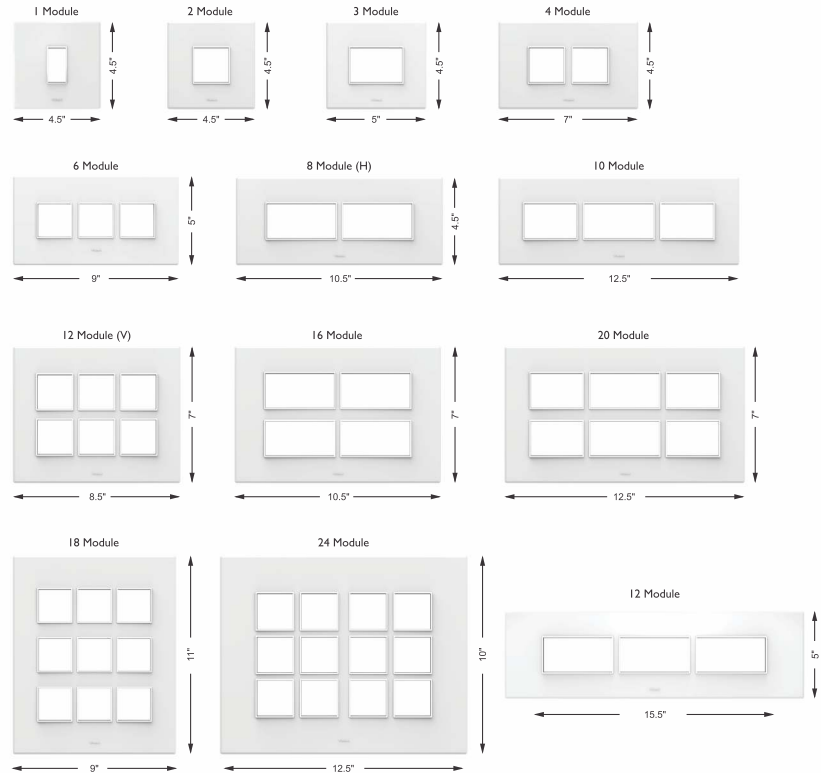 1 Module
2 Module
3 Module
4 Module
4.5"
4.5"
4.5"
4.5"
4.5"
4.5"
5"
7"
6 Module
8 Module (H)
10 Module
5"
4.5"
9"
10.5"
12.5"
12 Module (V)
16 Module
20 Module
7"
7"
7"
8.5"
10.5"
12.5"
18 Module
24 Module
12 Module
11"
10"
5"
15.5"
9"
12.5"